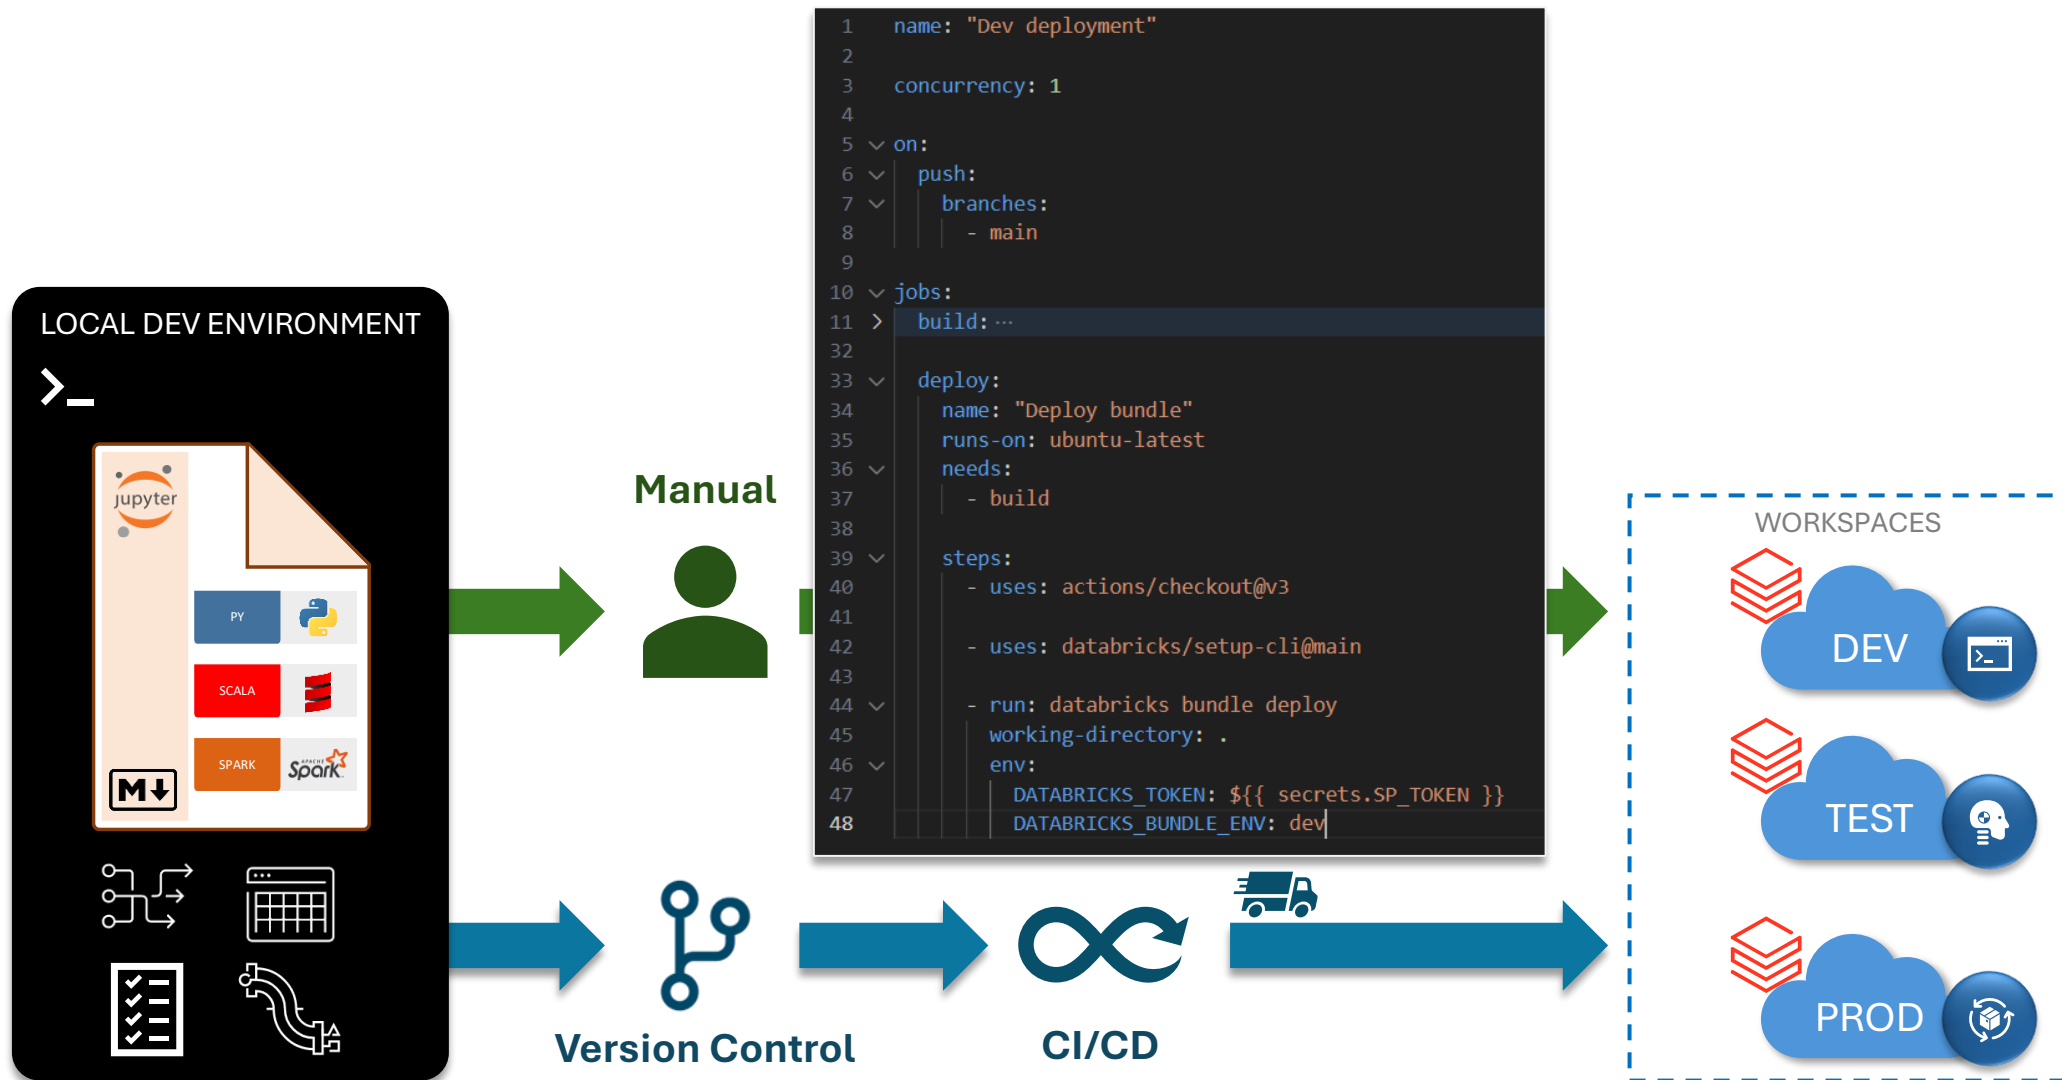 1 name: "Dev deployment"
2
3 concurrency: 1
4
5 on:
6 push:
7 branches:
8 - main
9
10 jobs:
11 build: ···
32
33 deploy:
34 name: "Deploy bundle"
35 runs-on: ubuntu-latest
36 needs:
37 - build
38
39 steps:
40 - uses: actions/checkout@v3
41
42 - uses: databricks/setup-cli@main
43
44 - run: databricks bundle deploy
45 working-directory: .
46 env:
47 DATABRICKS_TOKEN: ${{ secrets.SP_TOKEN }}
48 DATABRICKS_BUNDLE_ENV: dev
LOCAL DEV ENVIRONMENT
>_
jupyter
PY
SCALA
SPARK
APACHE
Spark
M
Manual
Version Control
CI/CD
WORKSPACES
DEV
TEST
PROD